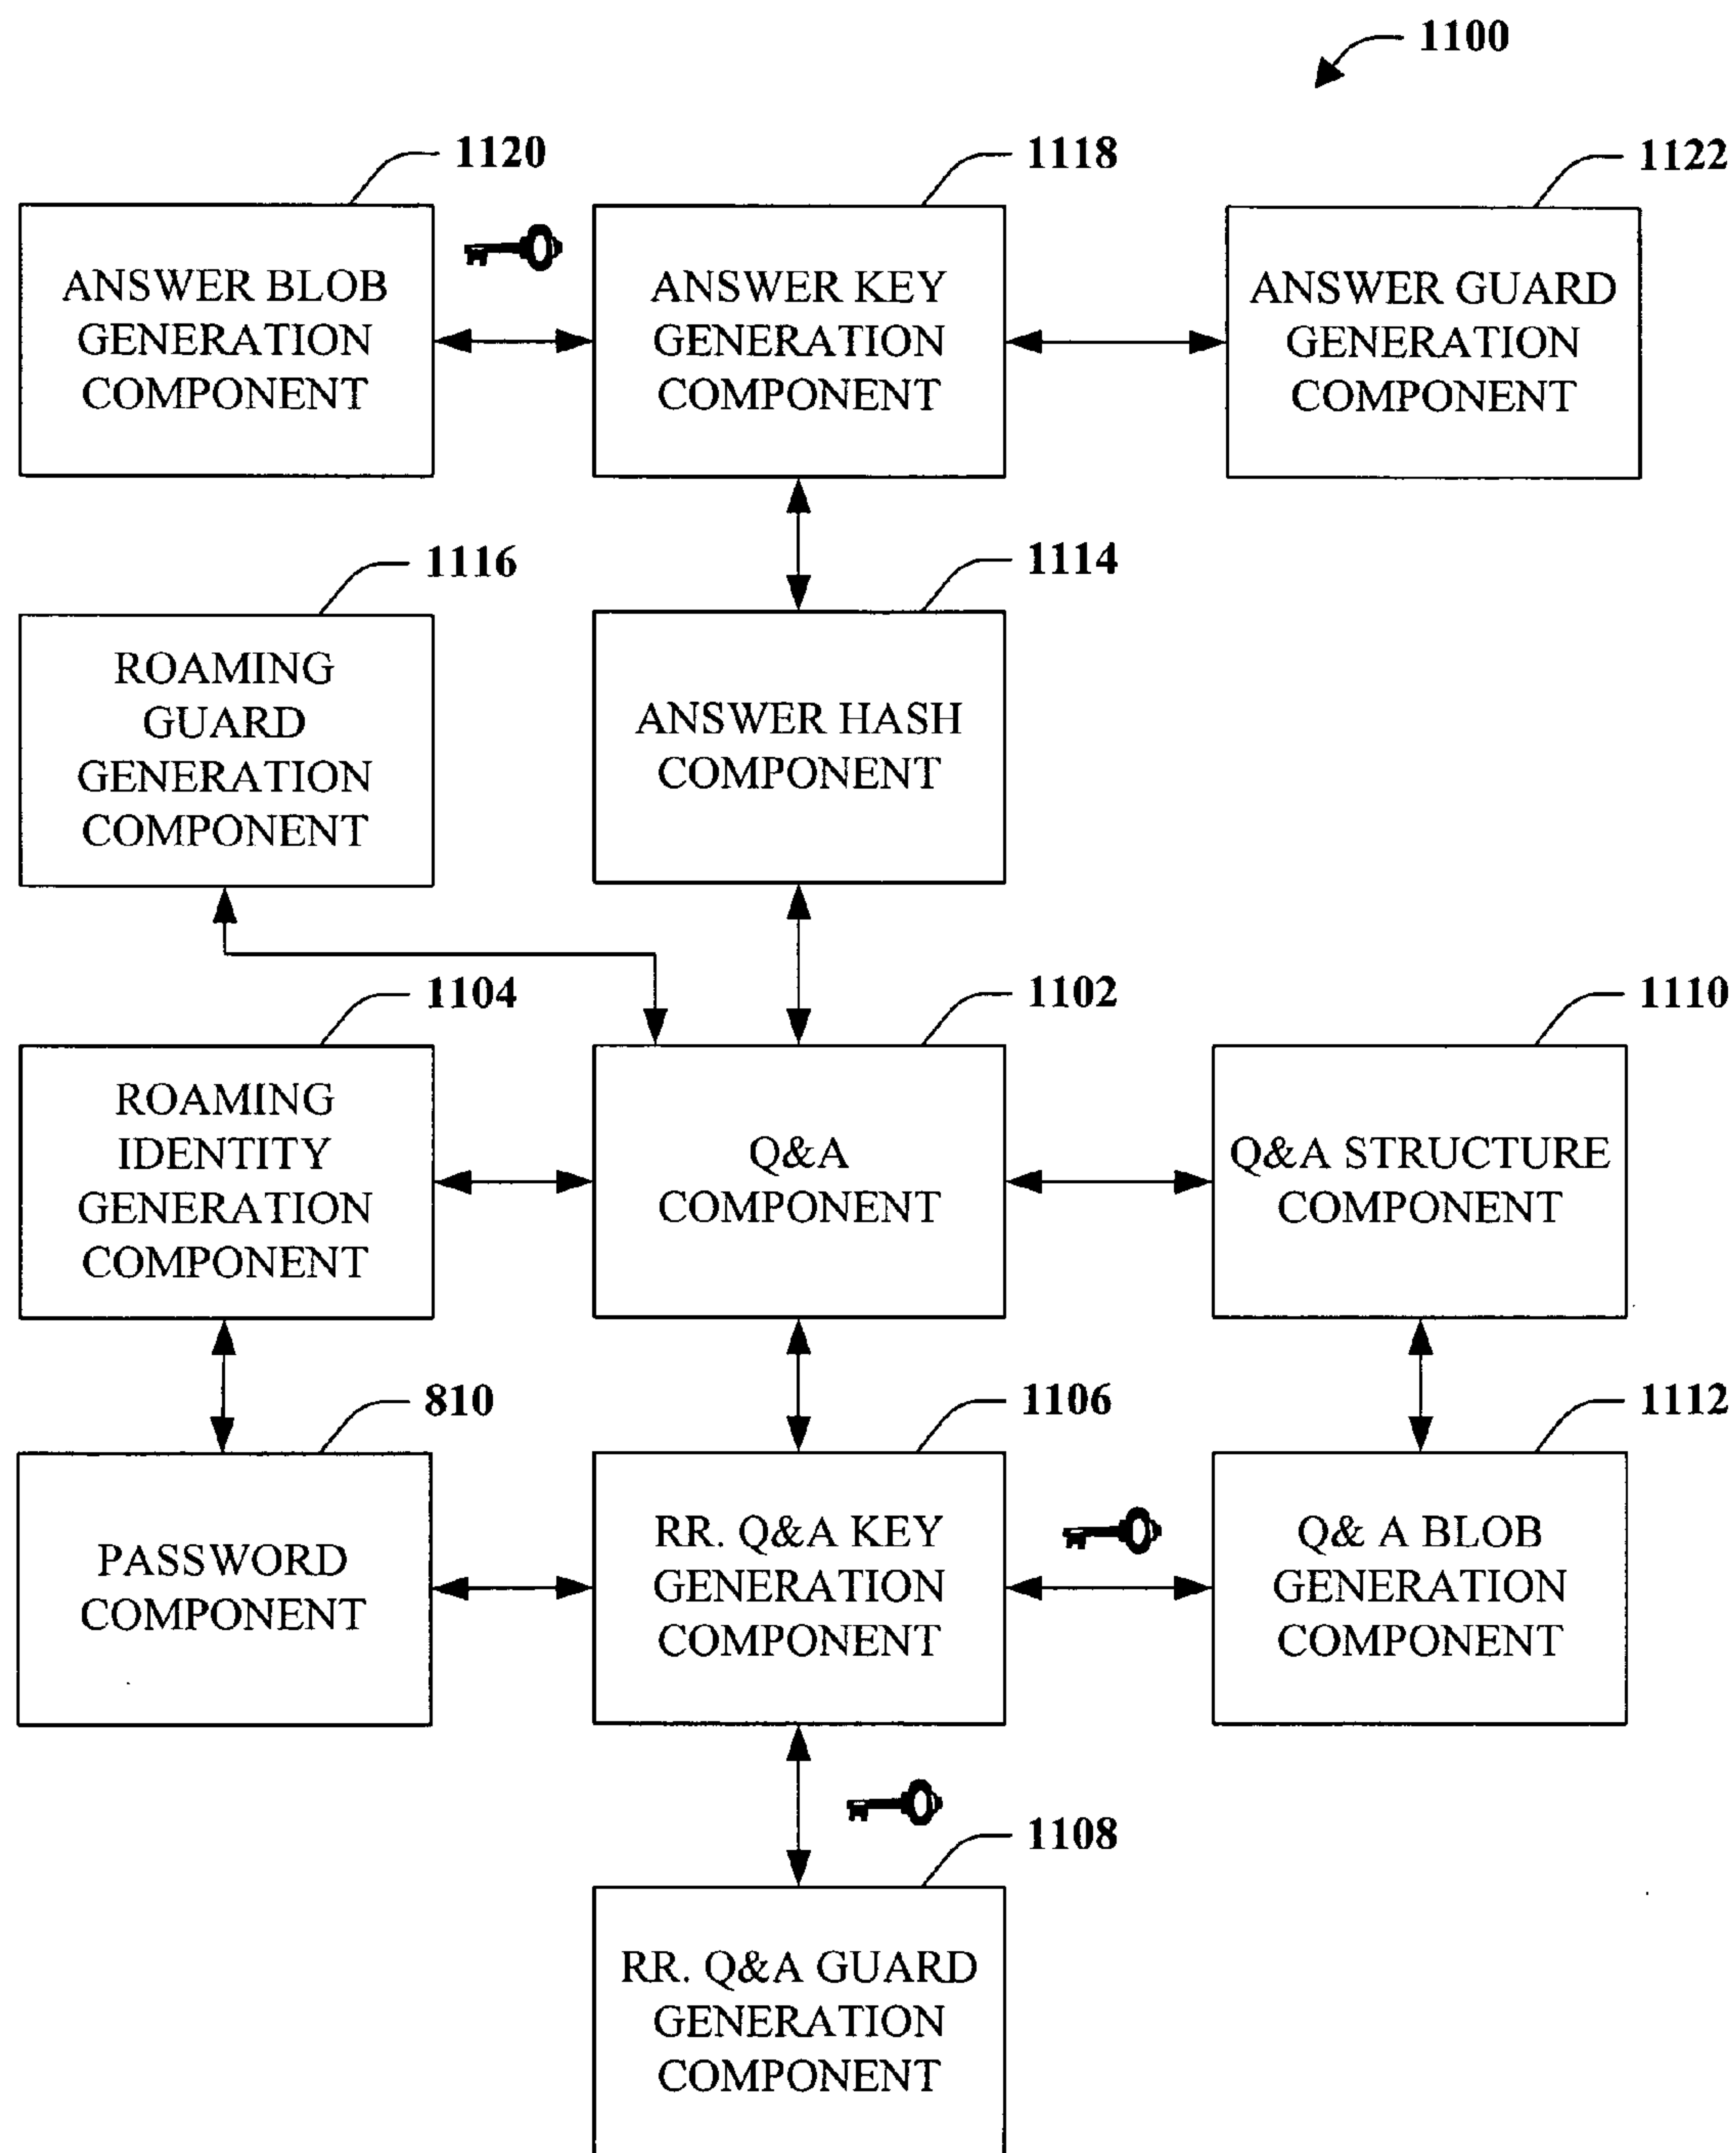 1100
1120
1118
1122
ANSWER BLOB
GENERATION
COMPONENT
ANSWER KEY
GENERATION
COMPONENT
ANSWER GUARD
GENERATION
COMPONENT
1116
1114
ROAMING
GUARD
GENERATION
COMPONENT
ANSWER HASH
COMPONENT
1104
1102
1110
ROAMING
IDENTITY
GENERATION
COMPONENT
Q&A
COMPONENT
Q&A STRUCTURE
COMPONENT
810
1106
1112
PASSWORD
COMPONENT
RR. Q&A KEY
GENERATION
COMPONENT
Q& A BLOB
GENERATION
COMPONENT
1108
RR. Q&A GUARD
GENERATION
COMPONENT